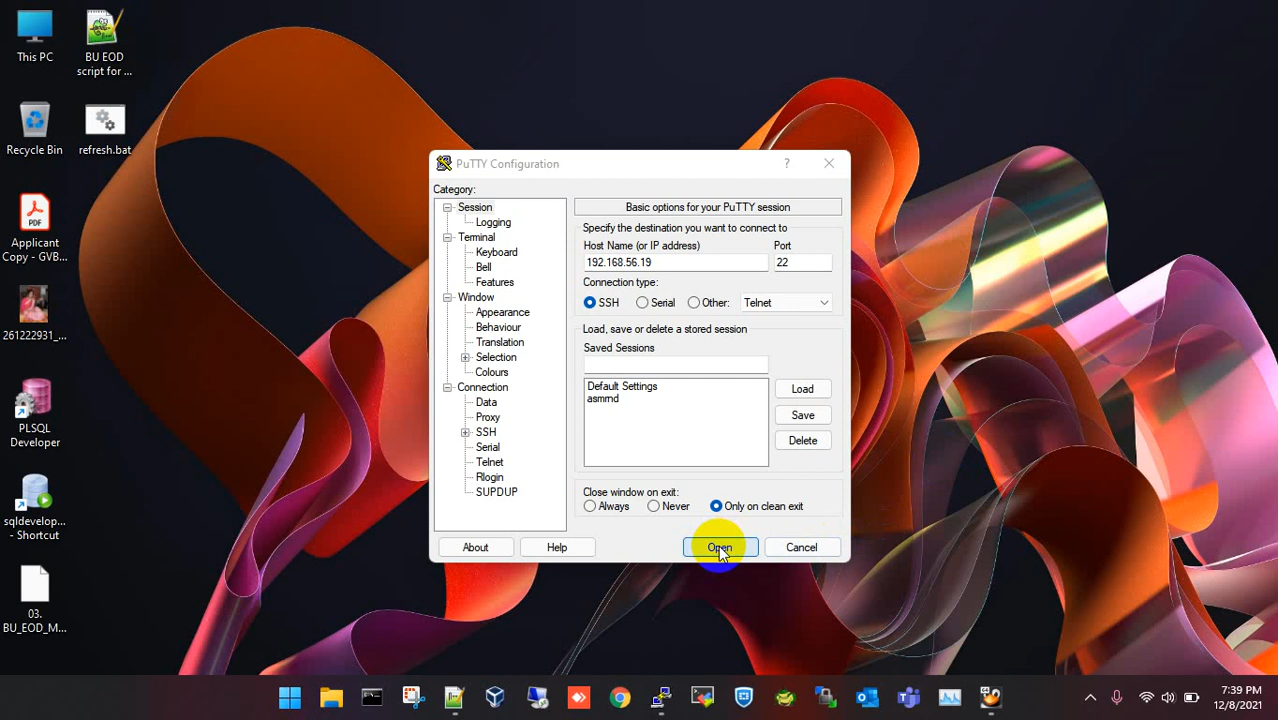 This PC
BU EOD
script for ...
Recycle Bin
refresh.bat
Applicant
Copy - GVB...
261222931_...
PLSQL
Developer
sqldevelop...
- Shortcut
03.
BU_EOD_M...
PuTTY Configuration
?
Category:
Session
Logging
Terminal
Keyboard
Bell
Features
Window
Appearance
Behaviour
Translation
Selection
Colours
Connection
Data
Proxy
SSH
Serial
Telnet
Rlogin
SUPDUP
Basic options for your PuTTY session
Specify the destination you want to connect to
Host Name (or IP address) Port
192.168.56.19 22
Connection type:
SSH Serial Other: Telnet
Load, save or delete a stored session
Saved Sessions
Default Settings
asmrnd
Load
Save
Delete
Close window on exit:
Always Never Only on clean exit
About Help Open Cancel
7:39 PM
12/8/2021